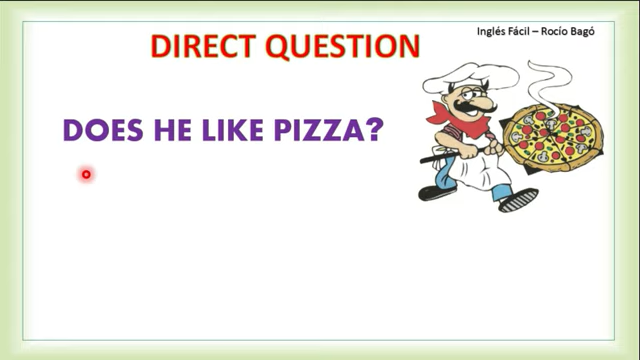 Inglés Fácil – Rocío Bagó
DIRECT QUESTION
DOES HE LIKE PIZZA?